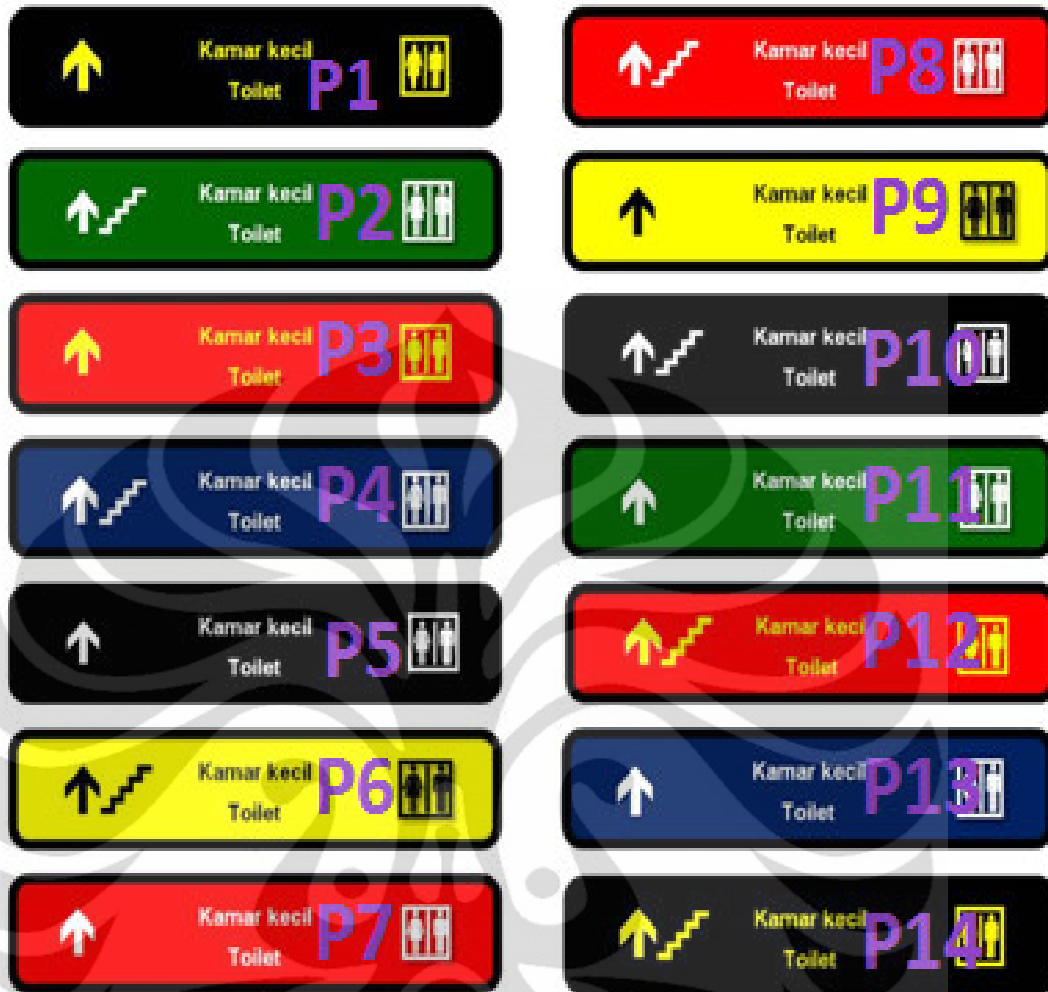 Kamar kecil
Toilet
P1
Kamar kecil
Toilet
P2
Kamar kecil
Toilet
P3
Kamar kecil
Toilet
P4
Kamar kecil
Toilet
P5
Kamar kecil
Toilet
P6
Kamar kecil
Toilet
P7
Kamar kecil
Toilet
P8
Kamar kecil
Toilet
P9
Kamar kecil
Toilet
P10
Kamar kecil
Toilet
P11
Kamar kecil
Toilet
P12
Kamar kecil
Toilet
P13
Kamar kecil
Toilet
P14